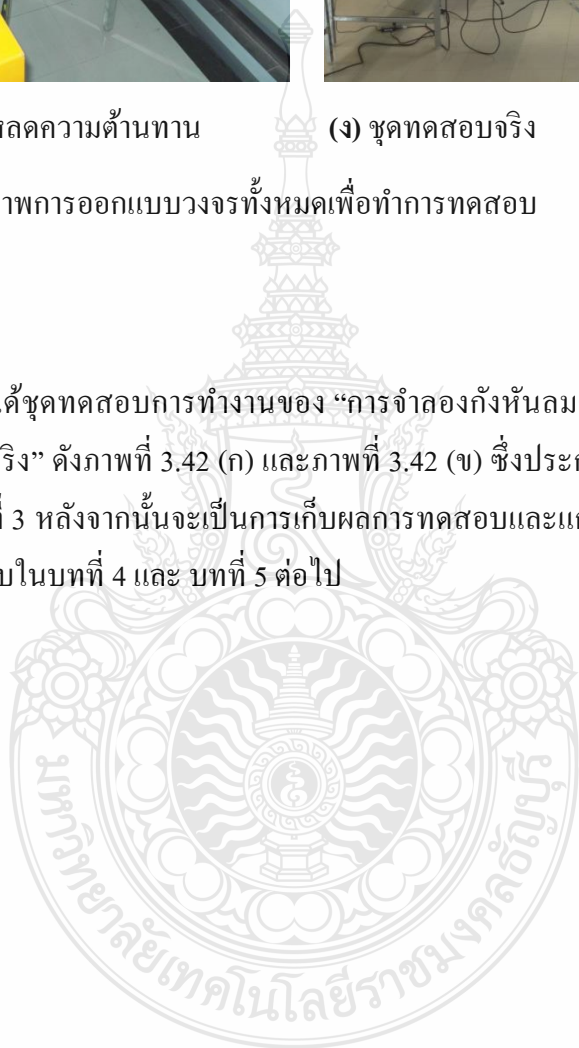 หลดความต้านทาน (ง) ชุดทดสอบจริง
าพการออกแบบวงจรทั้งหมดเพื่อทำการทดสอบ
ด้ชุดทดสอบการทำงานของ “การจำลองกังหันลม
ริง” ดังภาพที่ 3.42 (ก) และภาพที่ 3.42 (ข) ซึ่งประก
ที่ 3 หลังจากนั้นจะเป็นการเก็บผลการทดสอบและแก
บในบทที่ 4 และ บทที่ 5 ต่อไป
มหาวิทยาลัยเทคโนโลยีราชมงคลธัญบุรี